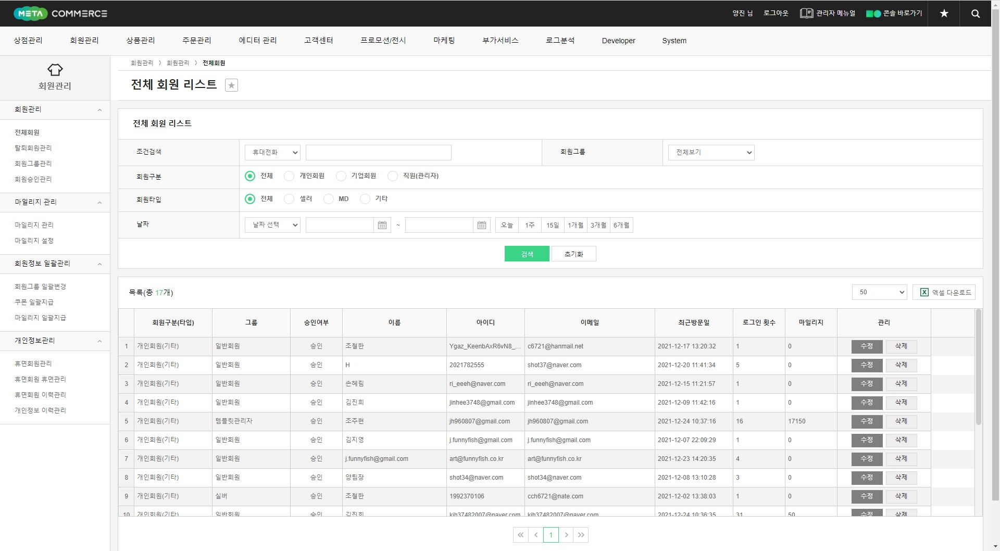 META COMMERCE
양진 님 로그아웃 관리자 메뉴얼 콘솔 바로가기
상점관리 회원관리 상품관리 주문관리 에디터 관리 고객센터 프로모션/전시 마케팅 부가서비스 로그분석 Developer System
회원관리
회원관리
전체회원
탈퇴회원관리
회원그룹관리
회원승인관리
마일리지 관리
마일리지 관리
마일리지 설정
회원정보 일괄관리
회원그룹 일괄변경
쿠폰 일괄지급
마일리지 일괄지급
개인정보관리
휴면회원관리
휴면회원 휴면관리
휴면회원 이력관리
개인정보 이력관리
회원관리 > 회원관리 > 전체회원
전체 회원 리스트
전체 회원 리스트
조건검색 휴대전화 회원그룹 전체보기
회원구분 전체 개인회원 기업회원 직원(관리자)
회원타입 전체 셀러 MD 기타
날짜 날짜 선택 ~ 오늘 1주 15일 1개월 3개월 6개월
검색 초기화
목록(총 17개) 50 엑셀 다운로드
회원구분(타입) 그룹 승인여부 이름 아이디 이메일 최근방문일 로그인 횟수 마일리지 관리
1 개인회원(기타) 일반회원 승인 조철한 Ygaz_KeenbAxR6vN8_... c6721@hanmail.net 2021-12-17 13:20:32 1 0 수정 삭제
2 개인회원(기타) 일반회원 승인 H 2021782555 shot37@naver.com 2021-12-20 11:41:34 5 0 수정 삭제
3 개인회원(기타) 일반회원 승인 손혜림 ri_eeeh@naver.com ri_eeeh@naver.com 2021-12-15 11:21:57 1 0 수정 삭제
4 개인회원(기타) 일반회원 승인 김진희 jinhee3748@gmail.com jinhee3748@gmail.com 2021-12-09 11:42:16 1 0 수정 삭제
5 개인회원(기타) 템플릿관리자 승인 조주현 jh960807@gmail.com jh960807@gmail.com 2021-12-24 10:37:16 16 17150 수정 삭제
6 개인회원(기타) 일반회원 승인 김지영 j.funnyfish@gmail.com j.funnyfish@gmail.com 2021-12-07 22:09:29 1 0 수정 삭제
7 개인회원(기타) 일반회원 승인 j.funnyfish@gmail.com art@funnyfish.co.kr art@funnyfish.co.kr 2021-12-23 14:20:35 4 0 수정 삭제
8 개인회원(기타) 일반회원 승인 양팀장 shot34@naver.com shot34@naver.com 2021-12-08 13:10:28 3 0 수정 삭제
9 개인회원(기타) 실버 승인 조철한 1992370106 cch6721@nate.com 2021-12-02 13:38:03 1 0 수정 삭제
10 개인회원(기타) 일반회원 승인 김진희 kjh37482007@naver.com kjh37482007@naver.com 2021-12-24 10:36:35 31 50 수정 삭제
1